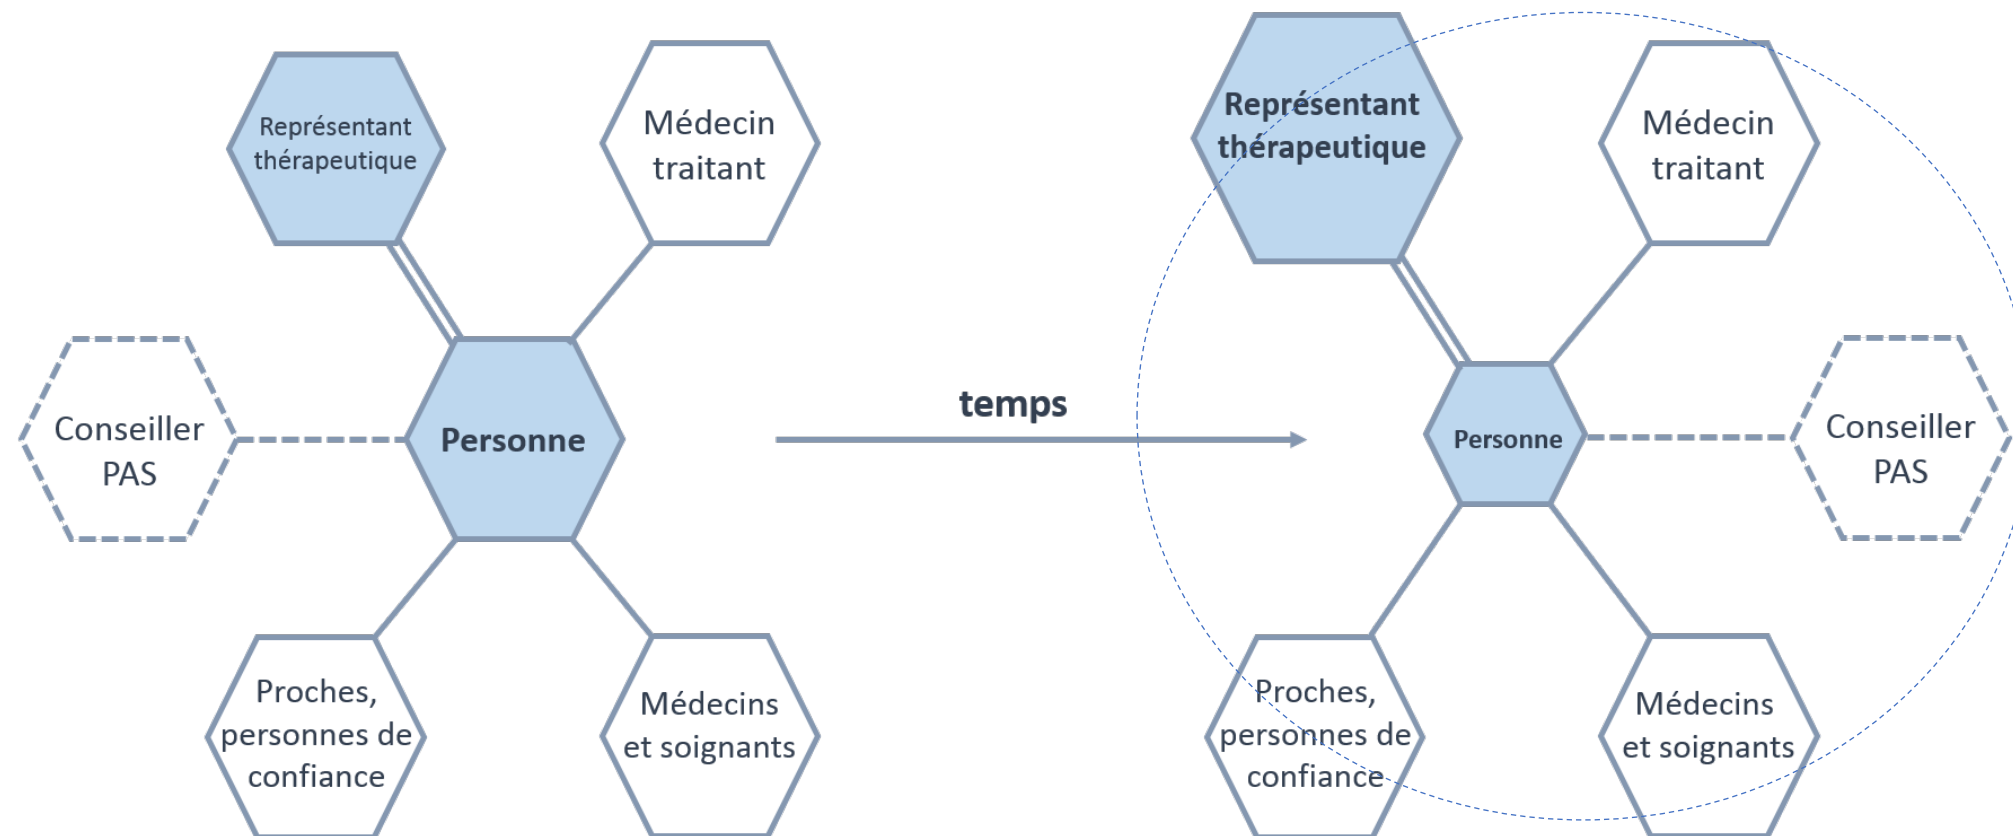 Représentant
thérapeutique
Médecin
traitant
Conseiller
PAS
Personne
Proches,
personnes de
confiance
Médecins
et soignants
temps
Représentant
thérapeutique
Médecin
traitant
Personne
Conseiller
PAS
Proches,
personnes de
confiance
Médecins
et soignants